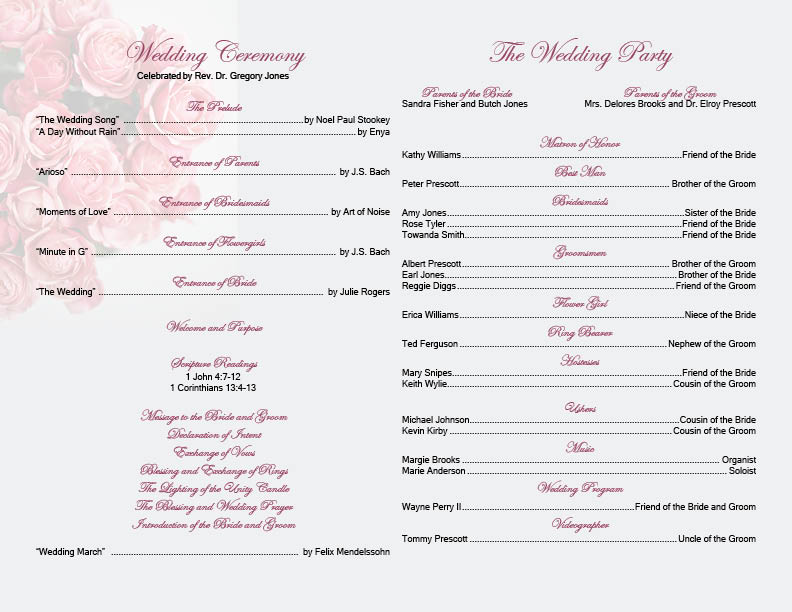 Wedding Ceremony
Celebrated by Rev. Dr. Gregory Jones
The Prelude
“The Wedding Song” ........ by Noel Paul Stookey
“A Day Without Rain” ........ by Enya
Entrance of Parents
“Arioso” ........ by J.S. Bach
Entrance of Bridesmaids
“Moments of Love” ........ by Art of Noise
Entrance of Flowergirls
“Minute in G” ........ by J.S. Bach
Entrance of Bride
“The Wedding” ........ by Julie Rogers
Welcome and Purpose
Scripture Readings
1 John 4:7-12
1 Corinthians 13:4-13
Message to the Bride and Groom
Declaration of Intent
Exchange of Vows
Blessing and Exchange of Rings
The Lighting of the Unity Candle
The Blessing and Wedding Prayer
Introduction of the Bride and Groom
“Wedding March” ........ by Felix Mendelssohn
The Wedding Party
Parents of the Bride
Sandra Fisher and Butch Jones
Parents of the Groom
Mrs. Delores Brooks and Dr. Elroy Prescott
Matron of Honor
Kathy Williams ........ Friend of the Bride
Best Man
Peter Prescott ........ Brother of the Groom
Bridesmaids
Amy Jones ........ Sister of the Bride
Rose Tyler ........ Friend of the Bride
Towanda Smith ........ Friend of the Bride
Groomsmen
Albert Prescott ........ Brother of the Groom
Earl Jones ........ Brother of the Groom
Reggie Diggs ........ Friend of the Groom
Flower Girl
Erica Williams ........ Niece of the Bride
Ring Bearer
Ted Ferguson ........ Nephew of the Groom
Hostesses
Mary Snipes ........ Friend of the Bride
Keith Wylie ........ Cousin of the Groom
Ushers
Michael Johnson ........ Cousin of the Bride
Kevin Kirby ........ Cousin of the Groom
Music
Margie Brooks ........ Organist
Marie Anderson ........ Soloist
Wedding Program
Wayne Perry II ........ Friend of the Bride and Groom
Videographer
Tommy Prescott ........ Uncle of the Groom